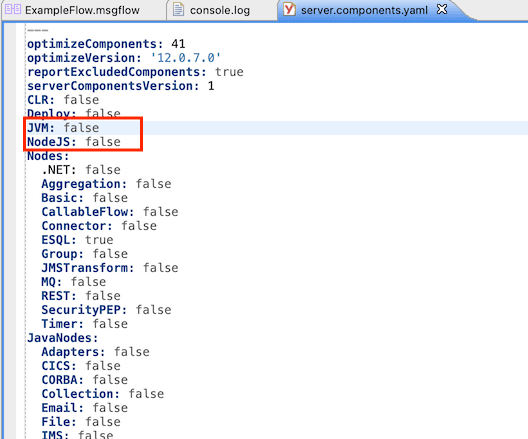 ExampleFlow.msgflow console.log server.components.yaml
---
optimizeComponents: 41
optimizeVersion: '12.0.7.0'
reportExcludedComponents: true
serverComponentsVersion: 1
CLR: false
Deploy: false
JVM: false
NodeJS: false
Nodes:
.NET: false
Aggregation: false
Basic: false
CallableFlow: false
Connector: false
ESQL: true
Group: false
JMSTransform: false
MQ: false
REST: false
SecurityPEP: false
Timer: false
JavaNodes:
Adapters: false
CICS: false
CORBA: false
Collection: false
Email: false
File: false
IMS: false